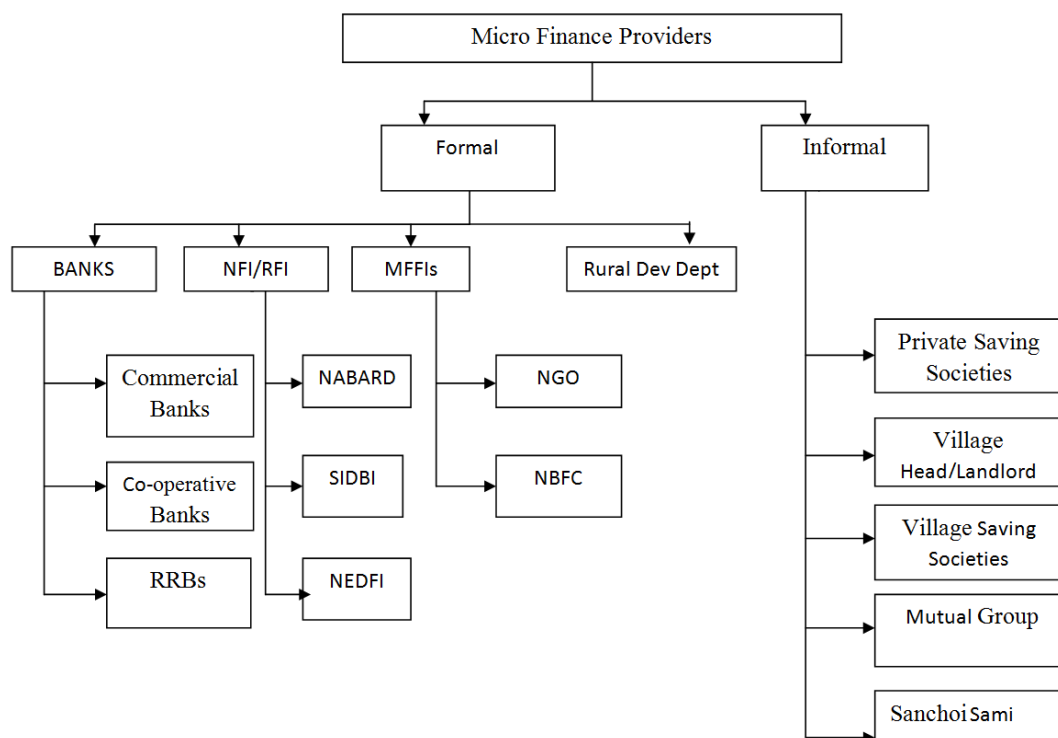 Micro Finance Providers
Formal
Informal
BANKS
NFI/RFI
MFFIs
Rural Dev Dept
Commercial
Banks
Co-operative
Banks
RRBs
NABARD
SIDBI
NEDFI
NGO
NBFC
Private Saving
Societies
Village
Head/Landlord
Village Saving
Societies
Mutual Group
Sanchoi Sami